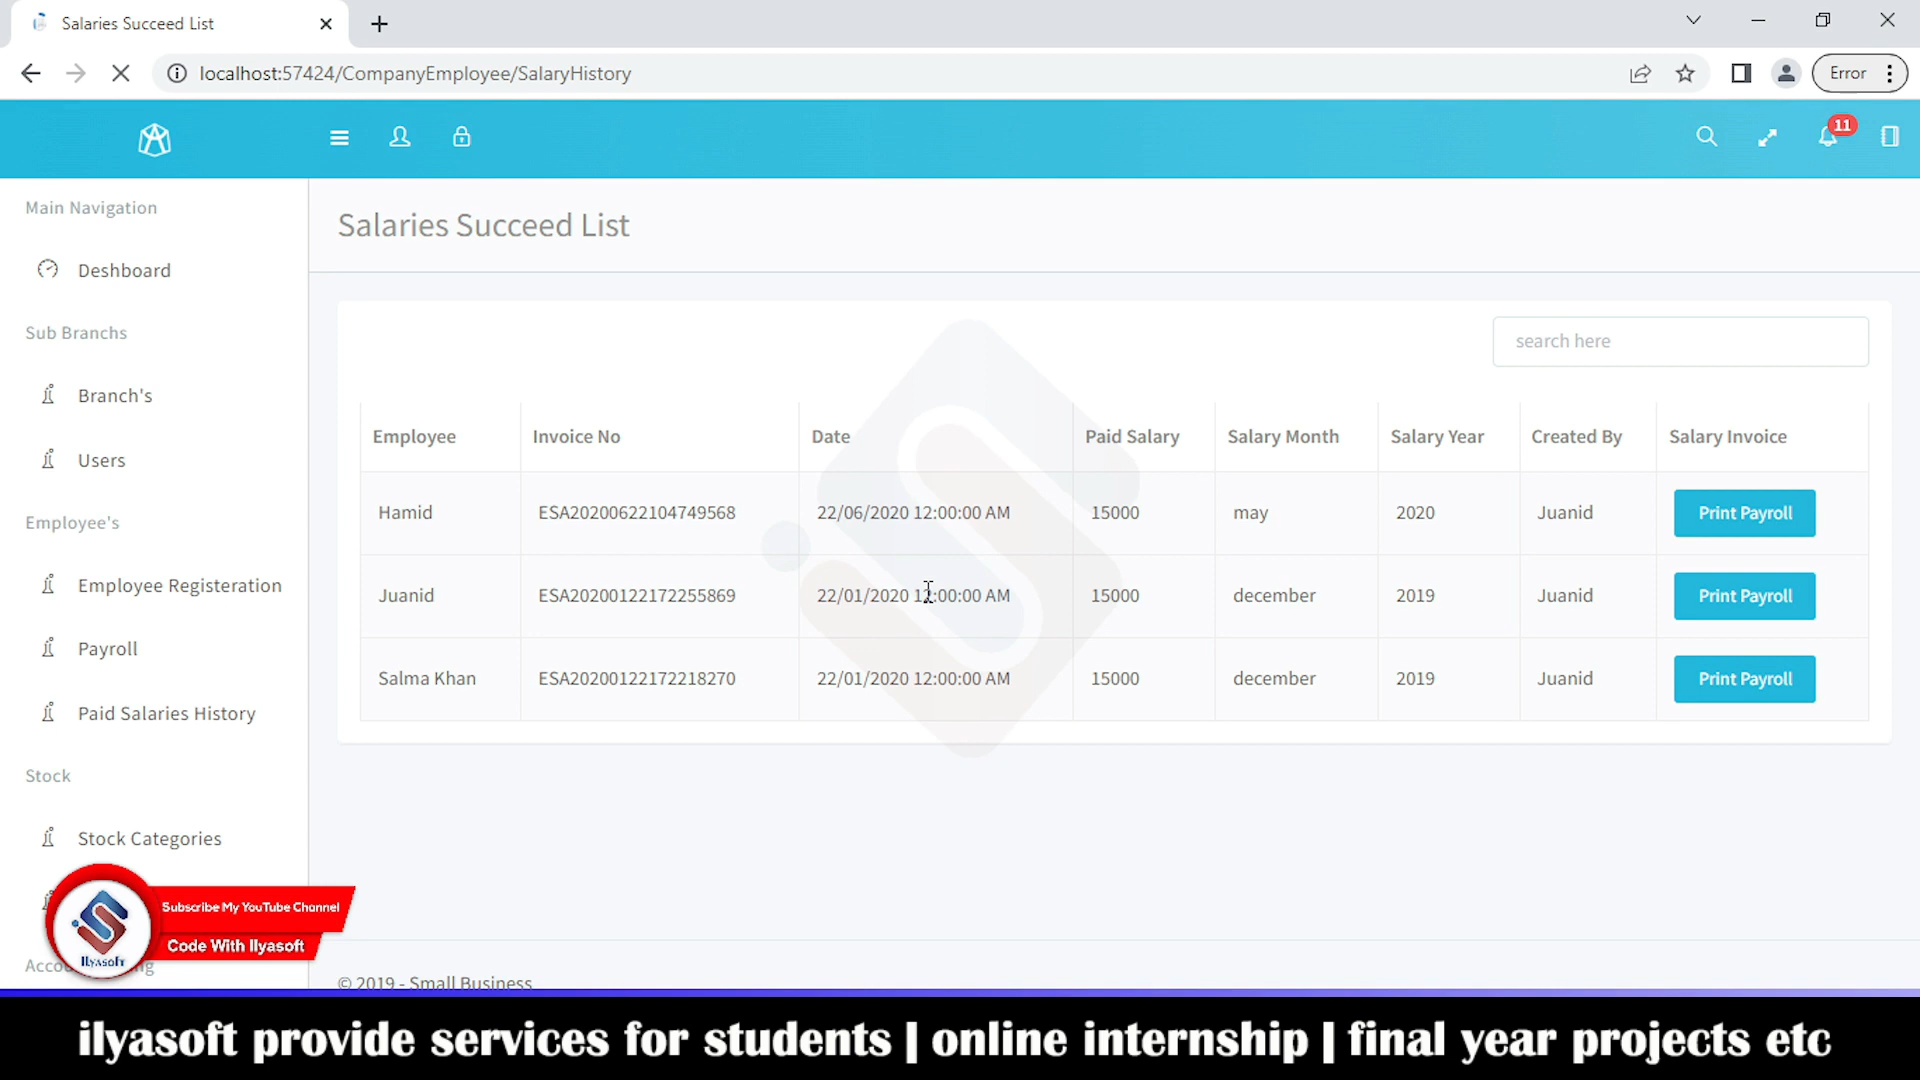 Salaries Succeed List
localhost:57424/CompanyEmployee/SalaryHistory
Error
11
Main Navigation
Deshboard
Sub Branchs
Branch's
Users
Employee's
Employee Registeration
Payroll
Paid Salaries History
Stock
Stock Categories
Salaries Succeed List
search here
Employee Invoice No Date Paid Salary Salary Month Salary Year Created By Salary Invoice
Hamid ESA20200622104749568 22/06/2020 12:00:00 AM 15000 may 2020 Juanid Print Payroll
Juanid ESA20200122172255869 22/01/2020 12:00:00 AM 15000 december 2019 Juanid Print Payroll
Salma Khan ESA20200122172218270 22/01/2020 12:00:00 AM 15000 december 2019 Juanid Print Payroll
© 2019 - Small Business
Subscribe My YouTube Channel
Code With Ilyasoft
Ilyasoft
ilyasoft provide services for students | online internship | final year projects etc